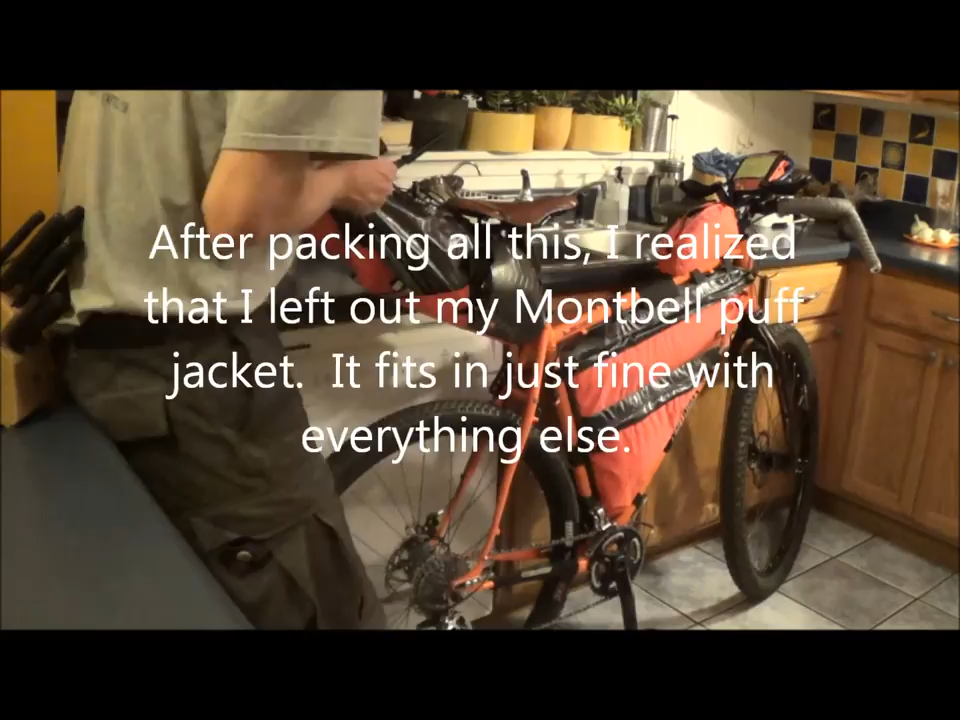 After packing all this, I realized
that I left out my Montbell puff
jacket.  It fits in just fine with
everything else.